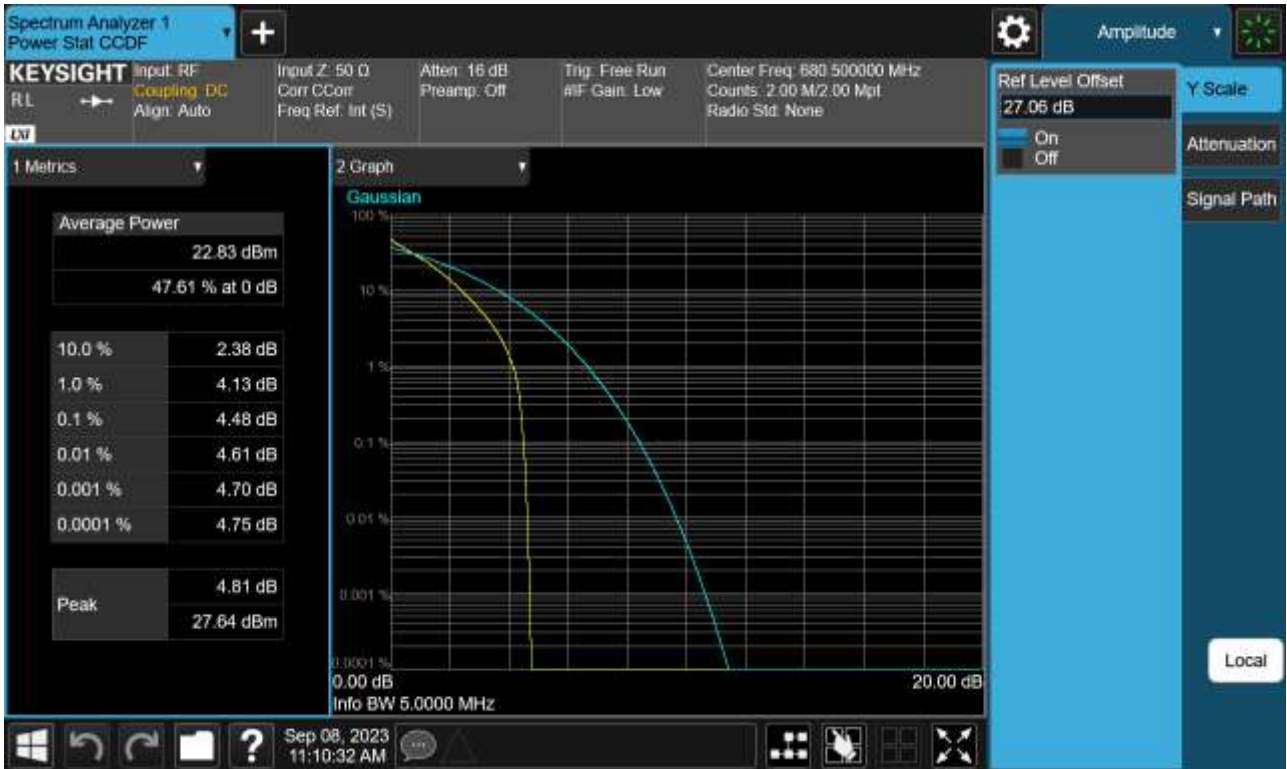 Spectrum Analyzer 1
Power Stat CCDF
+
Amplitude
KEYSIGHT
RL
LXI
Input: RF
Coupling: DC
Align: Auto
Input Z: 50 Ω
Corr CCorr
Freq Ref: Int (S)
Atten: 16 dB
Preamp: Off
Trig: Free Run
#IF Gain: Low
Center Freq: 680.500000 MHz
Counts: 2.00 M/2.00 Mpt
Radio Std: None
Ref Level Offset
27.06 dB
On
Off
Y Scale
Attenuation
Signal Path
Local
1 Metrics
Average Power
22.83 dBm
47.61 % at 0 dB
10.0 % 2.38 dB
1.0 % 4.13 dB
0.1 % 4.48 dB
0.01 % 4.61 dB
0.001 % 4.70 dB
0.0001 % 4.75 dB
Peak
4.81 dB
27.64 dBm
2 Graph
Gaussian
100 %
10 %
1 %
0.1 %
0.01 %
0.001 %
0.0001 %
0.00 dB 20.00 dB
Info BW 5.0000 MHz
?
Sep 08, 2023
11:10:32 AM